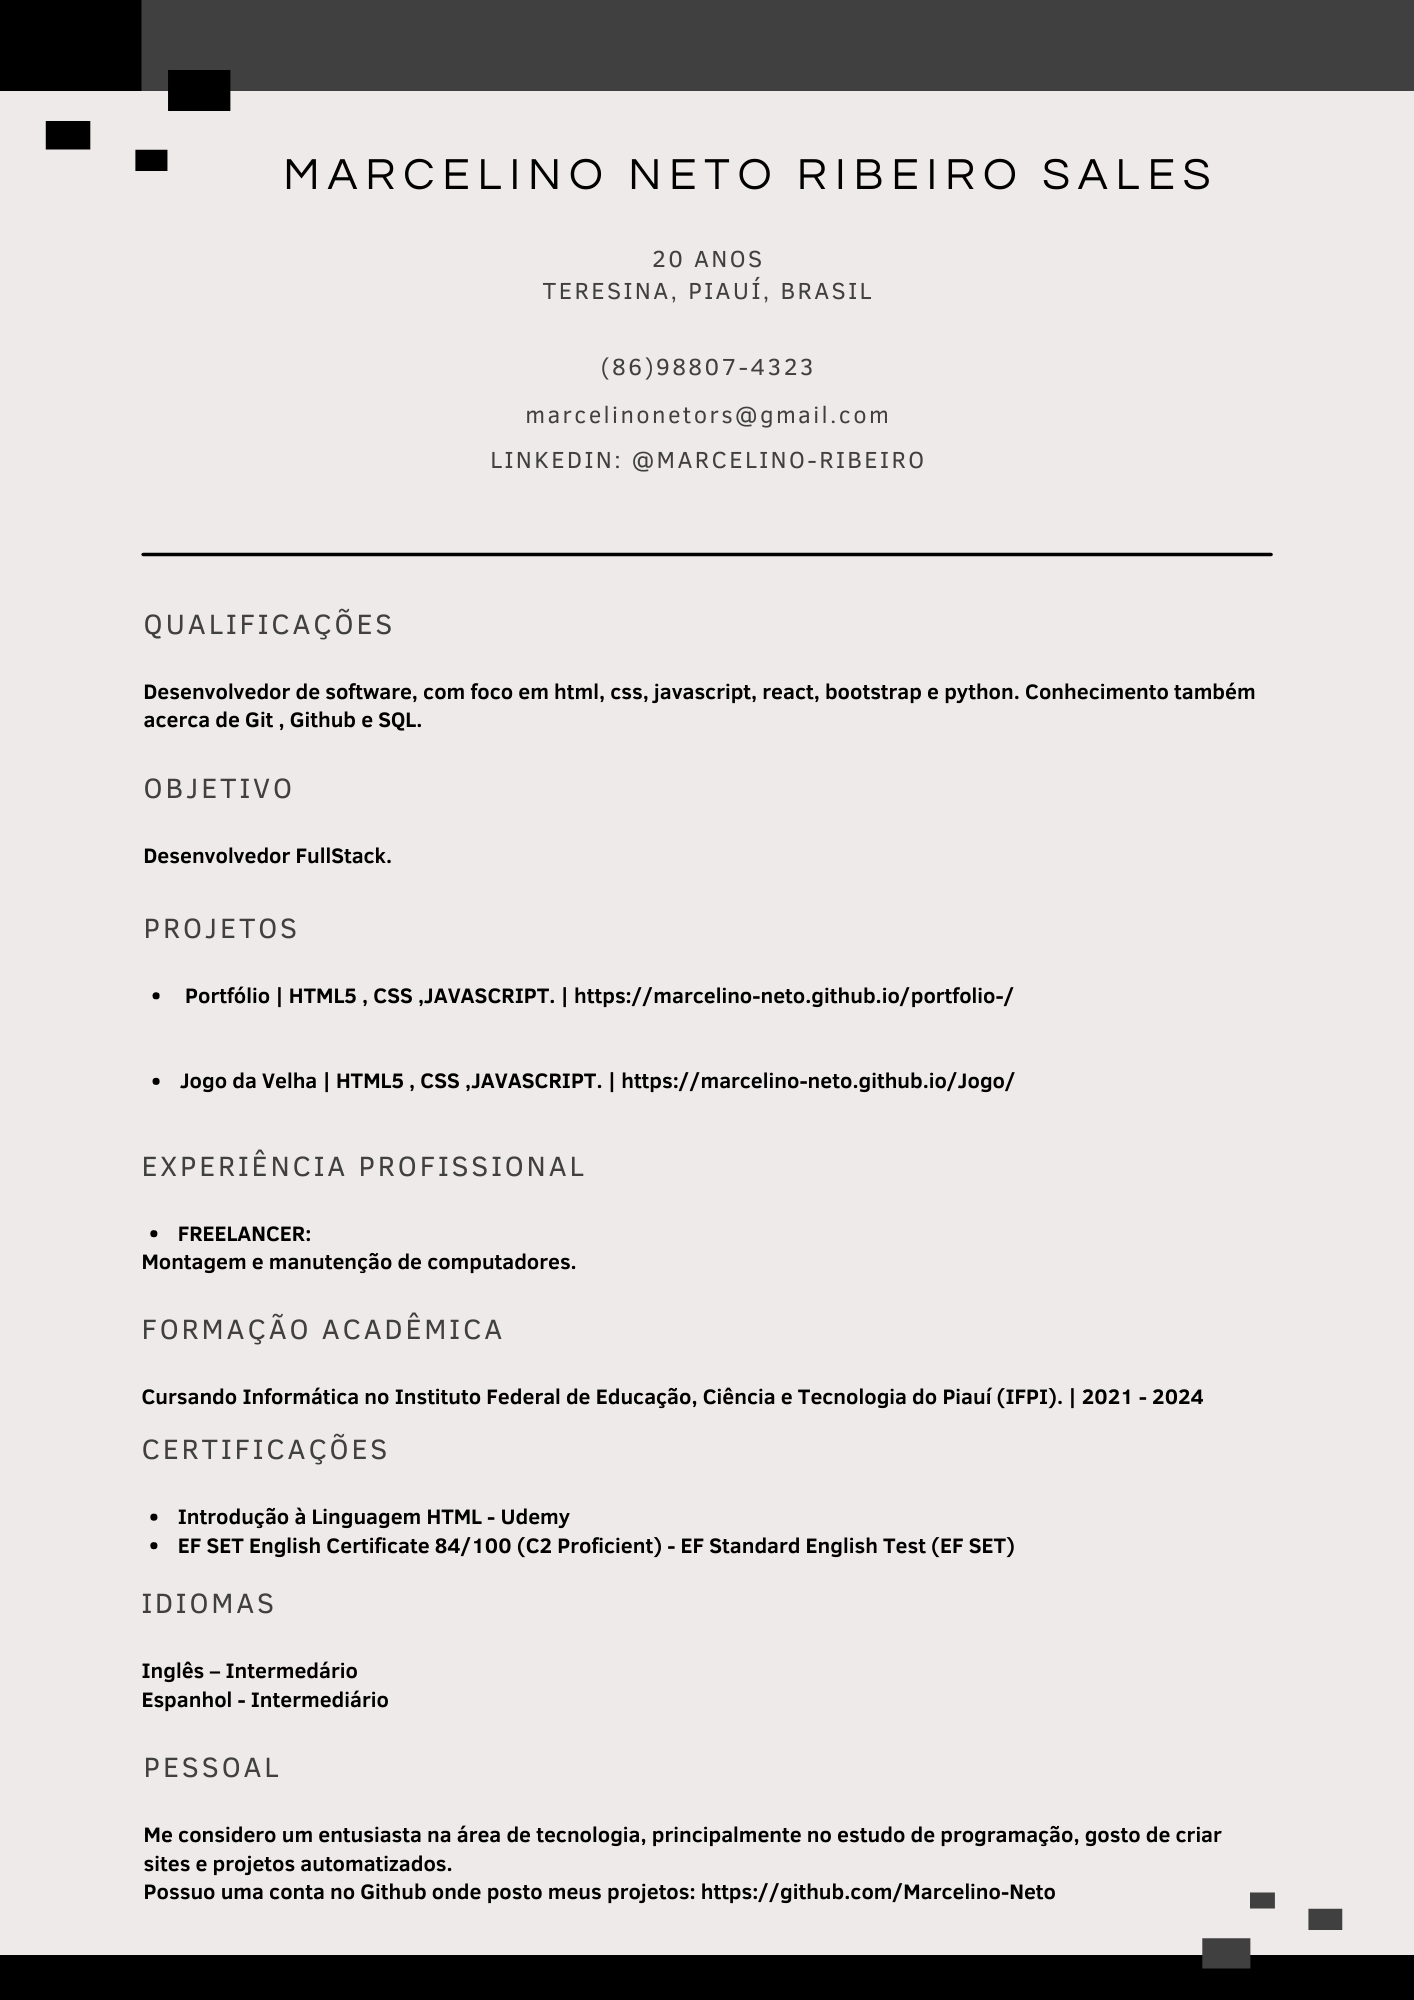 MARCELINO NETO RIBEIRO SALES
20 ANOS
TERESINA, PIAUÍ, BRASIL
(86)98807-4323
marcelinonetors@gmail.com
LINKEDIN: @MARCELINO-RIBEIRO
QUALIFICAÇÕES
Desenvolvedor de software, com foco em html, css, javascript, react, bootstrap e python. Conhecimento também
acerca de Git , Github e SQL.
OBJETIVO
Desenvolvedor FullStack.
PROJETOS
• Portfólio | HTML5 , CSS ,JAVASCRIPT. | https://marcelino-neto.github.io/portfolio-/
• Jogo da Velha | HTML5 , CSS ,JAVASCRIPT. | https://marcelino-neto.github.io/Jogo/
EXPERIÊNCIA PROFISSIONAL
• FREELANCER:
Montagem e manutenção de computadores.
FORMAÇÃO ACADÊMICA
Cursando Informática no Instituto Federal de Educação, Ciência e Tecnologia do Piauí (IFPI). | 2021 - 2024
CERTIFICAÇÕES
• Introdução à Linguagem HTML - Udemy
• EF SET English Certificate 84/100 (C2 Proficient) - EF Standard English Test (EF SET)
IDIOMAS
Inglês – Intermedário
Espanhol - Intermediário
PESSOAL
Me considero um entusiasta na área de tecnologia, principalmente no estudo de programação, gosto de criar
sites e projetos automatizados.
Possuo uma conta no Github onde posto meus projetos: https://github.com/Marcelino-Neto